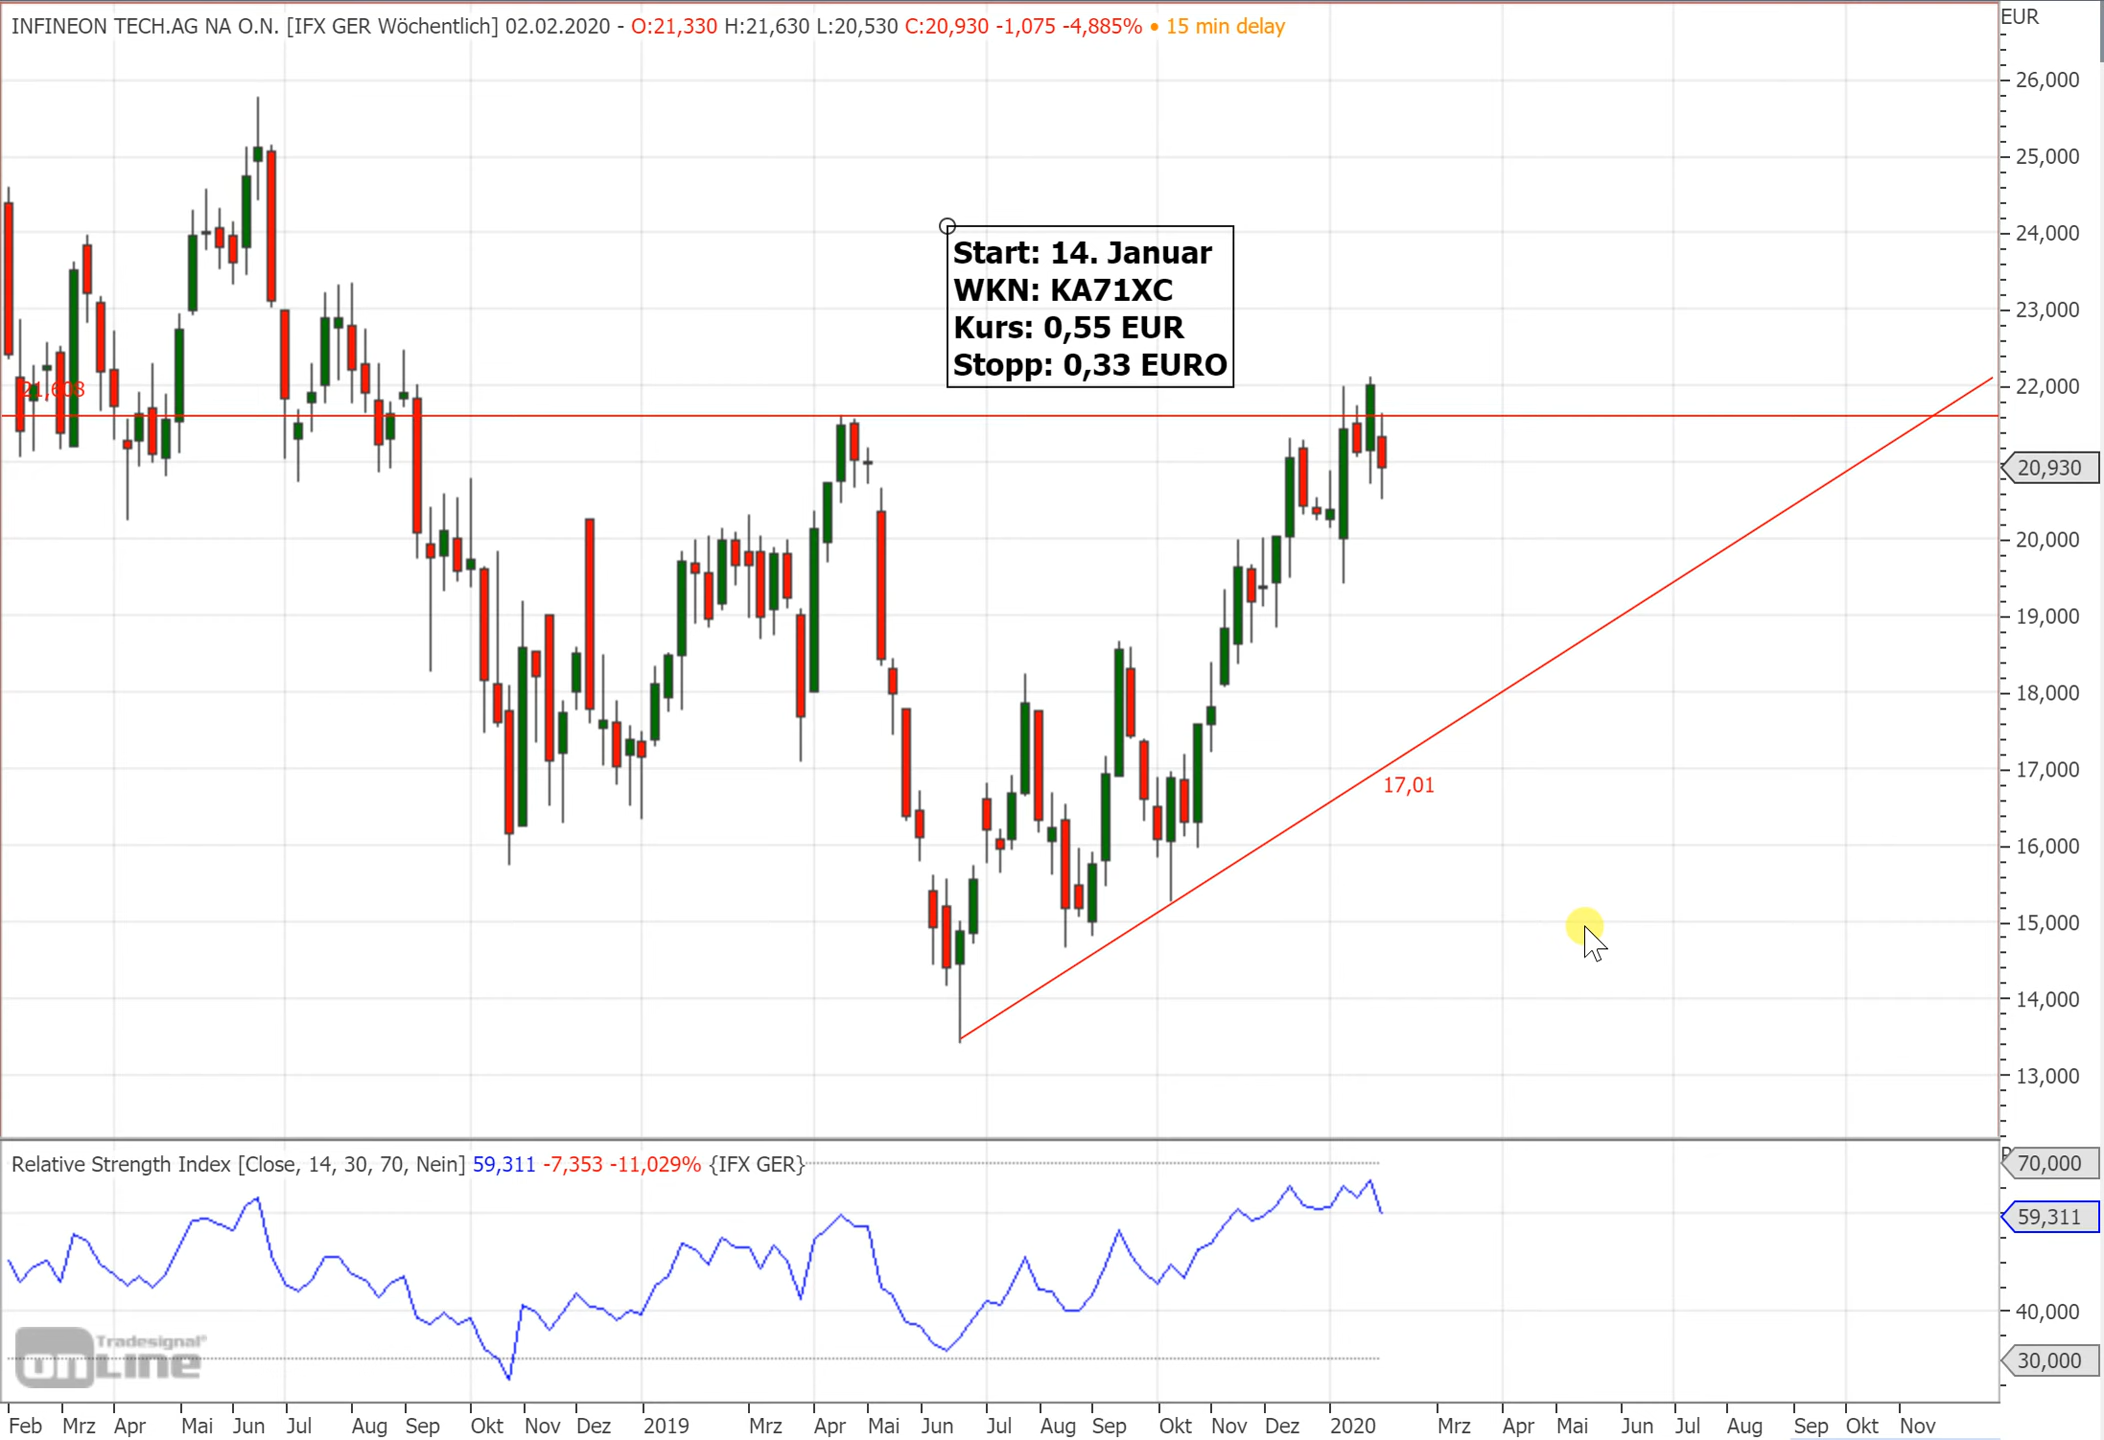 INFINEON TECH.AG NA O.N. [IFX GER Wöchentlich] 02.02.2020 - O:21,330 H:21,630 L:20,530 C:20,930 -1,075 -4,885% • 15 min delay
EUR
26,000
25,000
24,000
23,000
22,000
20,930
20,000
19,000
18,000
17,000
16,000
15,000
14,000
13,000
Start: 14. Januar
WKN: KA71XC
Kurs: 0,55 EUR
Stopp: 0,33 EURO
21,608
17,01
Relative Strength Index [Close, 14, 30, 70, Nein] 59,311 -7,353 -11,029% {IFX GER}
70,000
59,311
40,000
30,000
Tradesignal®
onLine
Feb Mrz Apr Mai Jun Jul Aug Sep Okt Nov Dez 2019 Mrz Apr Mai Jun Jul Aug Sep Okt Nov Dez 2020 Mrz Apr Mai Jun Jul Aug Sep Okt Nov